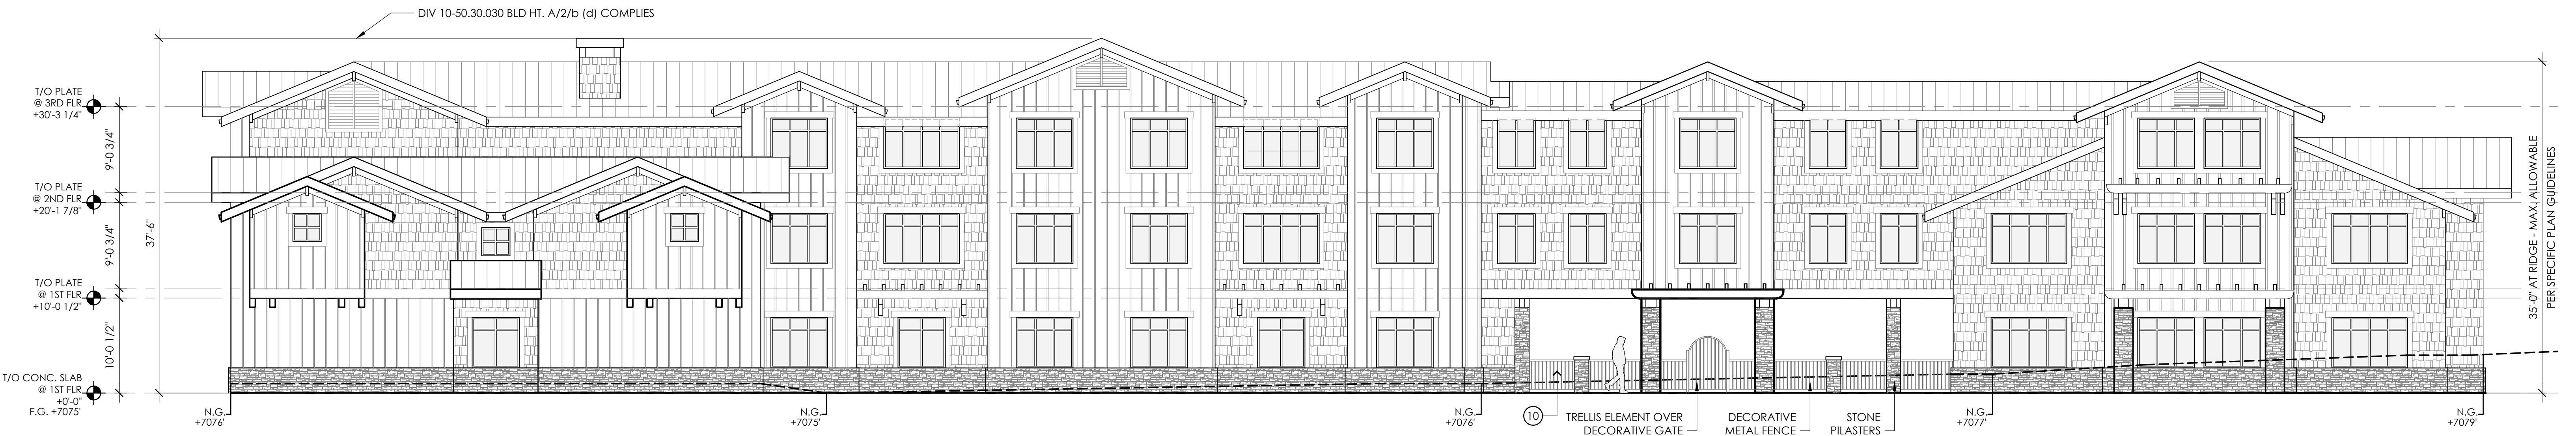 DIV 10-50.30.030 BLD HT. A/2/b (d) COMPLIES
T/O PLATE
@ 3RD FLR
+30'-3 1/4"
9'-0 3/4"
T/O PLATE
@ 2ND FLR
+20'-1 7/8"
37'-6"
9'-0 3/4"
T/O PLATE
@ 1ST FLR
+10'-0 1/2"
10'-0 1/2"
T/O CONC. SLAB
@ 1ST FLR
+0'-0"
F.G. +7075'
N.G.
+7076'
N.G.
+7075'
N.G.
+7076'
10
TRELLIS ELEMENT OVER
DECORATIVE GATE
DECORATIVE
METAL FENCE
STONE
PILASTERS
N.G.
+7077'
N.G.
+7079'
35'-0" AT RIDGE - MAX. ALLOWABLE
PER SPECIFIC PLAN GUIDELINES